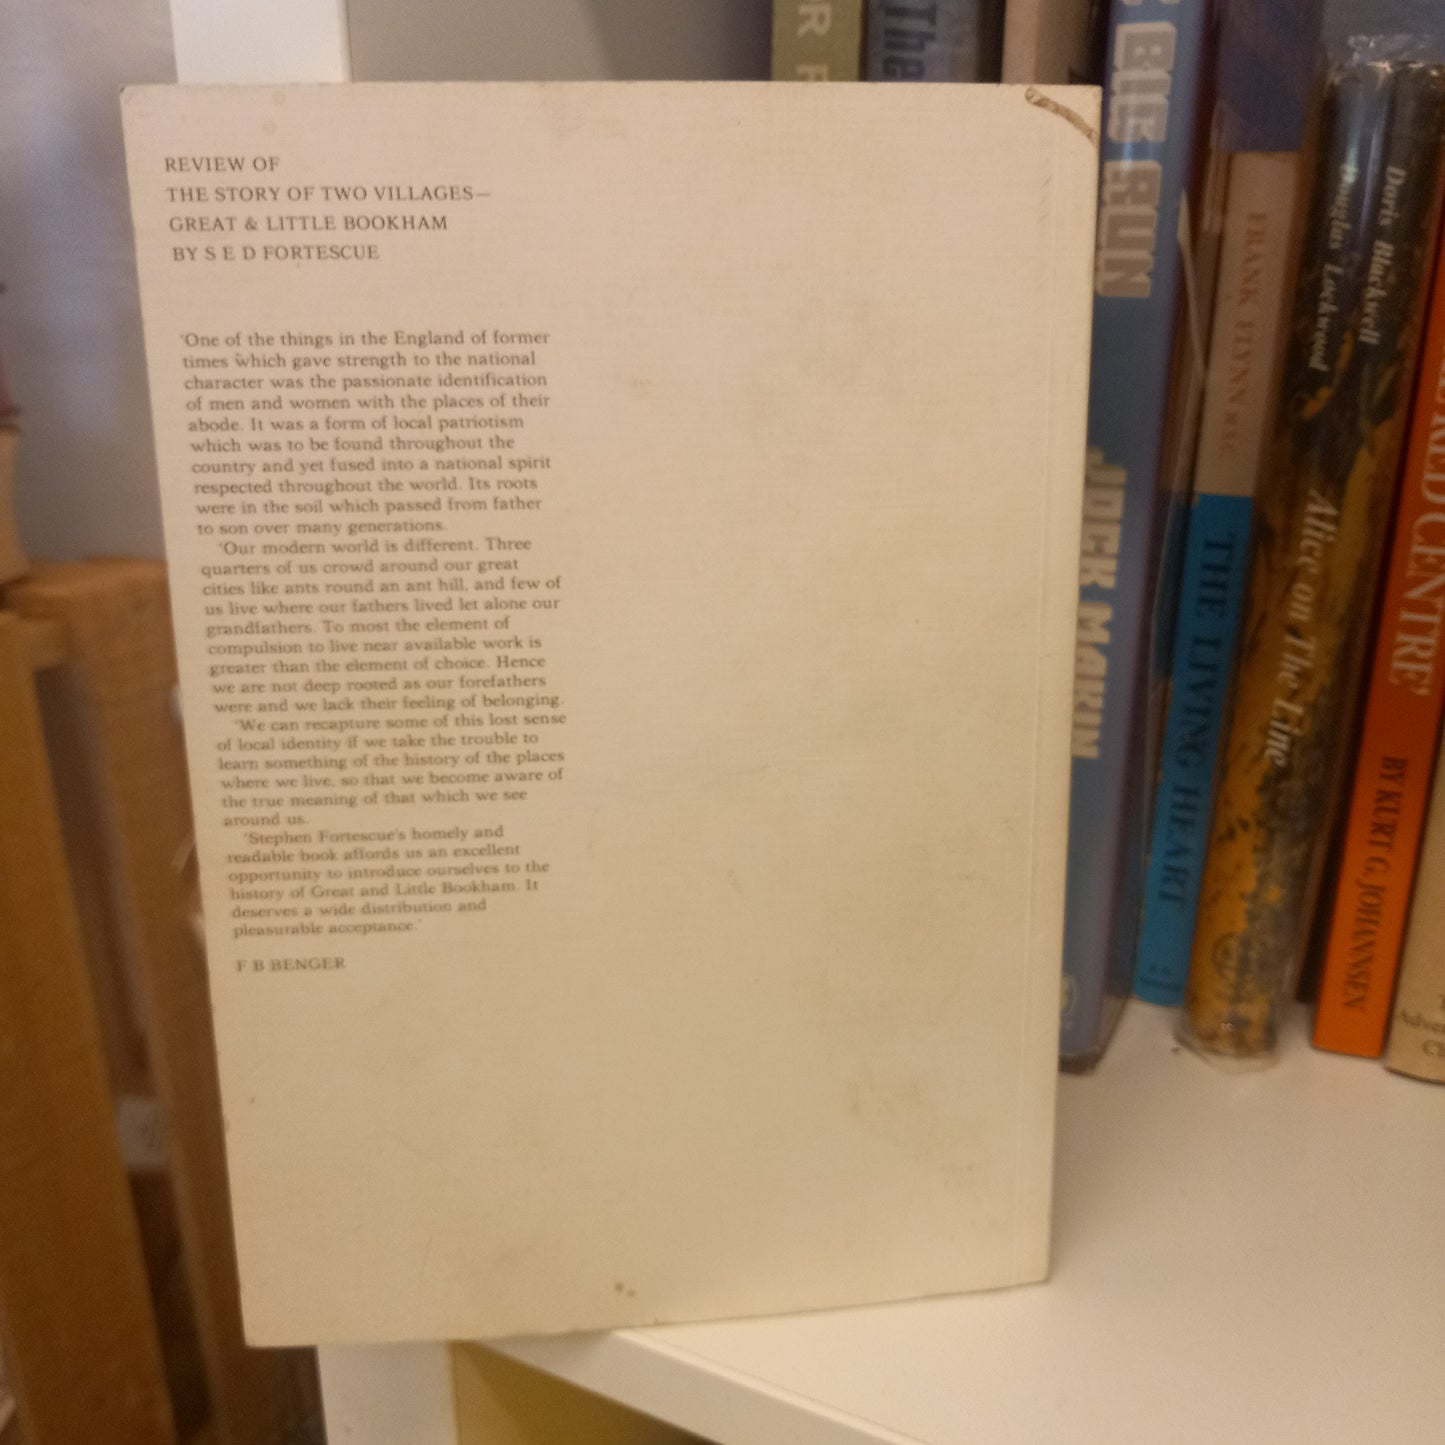 REVIEW OF
THE STORY OF TWO VILLAGES—
GREAT & LITTLE BOOKHAM
BY S E D FORTESCUE
'One of the things in the England of former
times which gave strength to the national
character was the passionate identification
of men and women with the places of their
abode. It was a form of local patriotism
which was to be found throughout the
country and yet fused into a national spirit
respected throughout the world. Its roots
were in the soil which passed from father
to son over many generations.
'Our modern world is different. Three
quarters of us crowd around our great
cities like ants round an ant hill, and few of
us live where our fathers lived let alone our
grandfathers. To most the element of
compulsion to live near available work is
greater than the element of choice. Hence
we are not deep rooted as our forefathers
were and we lack their feeling of belonging.
'We can recapture some of this lost sense
of local identity if we take the trouble to
learn something of the history of the places
where we live, so that we become aware of
the true meaning of that which we see
around us.
'Stephen Fortescue's homely and
readable book affords us an excellent
opportunity to introduce ourselves to the
history of Great and Little Bookham. It
deserves a wide distribution and
pleasurable acceptance.'
F B BENGER
The
BIG RUN
JACK MAKIN
FRANK FLYNN MSC
THE LIVING HEART
Doris Blackwell
Douglas Lockwood
Alice on The Line
RED CENTRE'
BY KURT G. JOHANNSEN